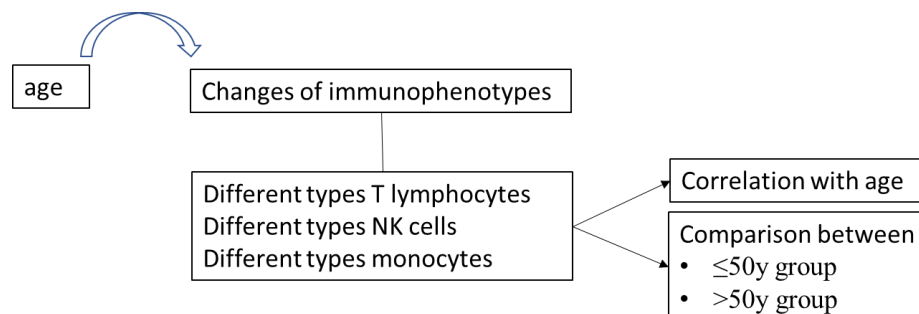 age
Changes of immunophenotypes
Different types T lymphocytes
Different types NK cells
Different types monocytes
Correlation with age
Comparison between
• ≤50y group
• >50y group